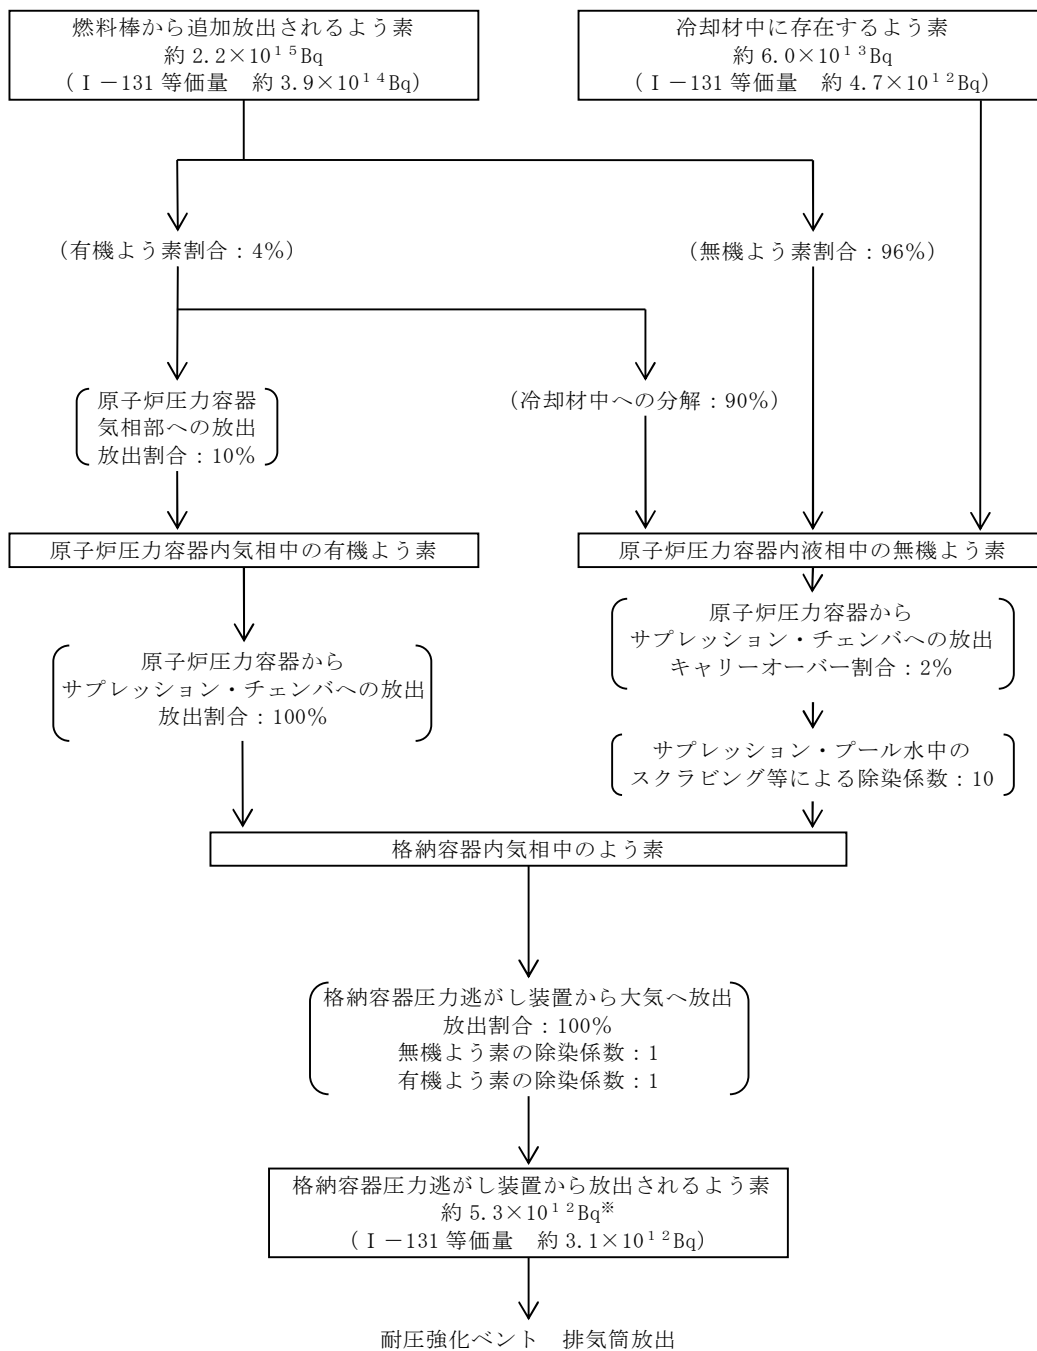 燃料棒から追加放出されるよう素
約 2.2×10¹⁵Bq
(Ⅰ－131 等価量　約 3.9×10¹⁴Bq)
冷却材中に存在するよう素
約 6.0×10¹³Bq
(Ⅰ－131 等価量　約 4.7×10¹²Bq)
(有機よう素割合：4%)
(無機よう素割合：96%)
原子炉圧力容器
気相部への放出
放出割合：10%
(冷却材中への分解：90%)
原子炉圧力容器内気相中の有機よう素
原子炉圧力容器内液相中の無機よう素
原子炉圧力容器から
サプレッション・チェンバへの放出
放出割合：100%
原子炉圧力容器から
サプレッション・チェンバへの放出
キャリーオーバー割合：2%
サプレッション・プール水中の
スクラビング等による除染係数：10
格納容器内気相中のよう素
格納容器圧力逃がし装置から大気へ放出
放出割合：100%
無機よう素の除染係数：1
有機よう素の除染係数：1
格納容器圧力逃がし装置から放出されるよう素
約 5.3×10¹²Bq※
(Ⅰ－131 等価量　約 3.1×10¹²Bq)
耐圧強化ベント　排気筒放出